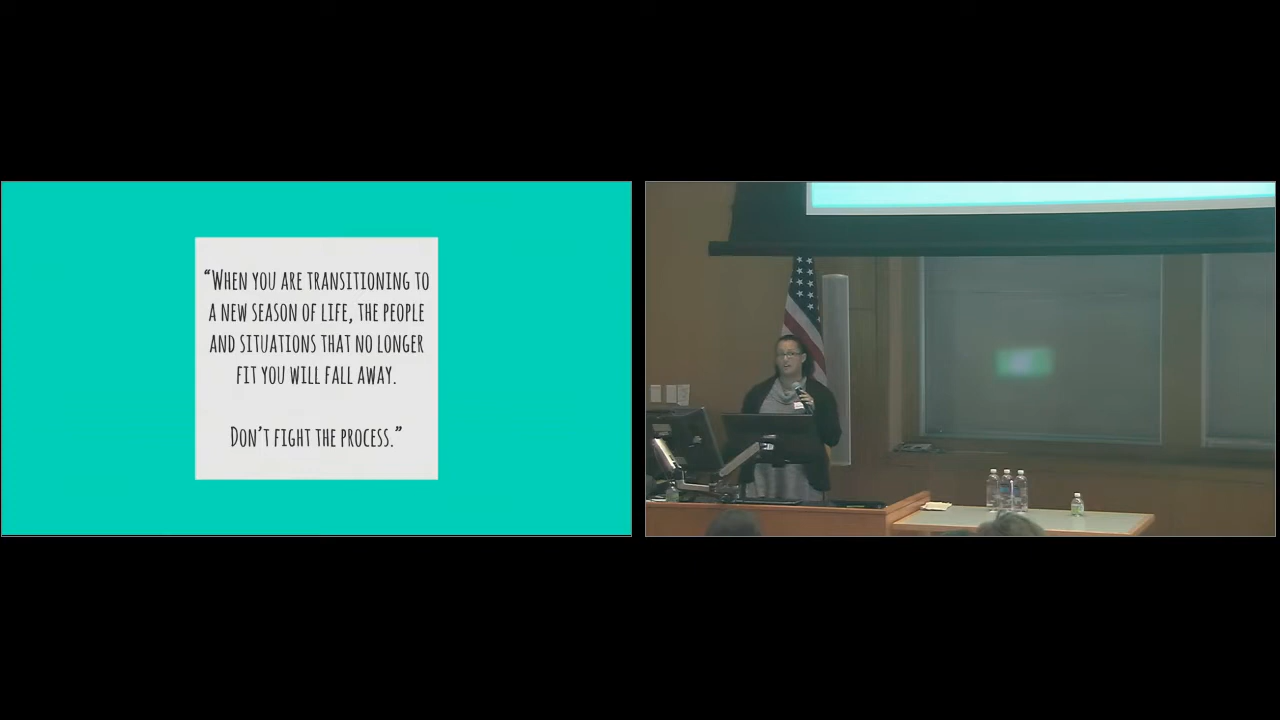 “When you are transitioning to
a new season of life, the people
and situations that no longer
fit you will fall away.
Don’t fight the process.”